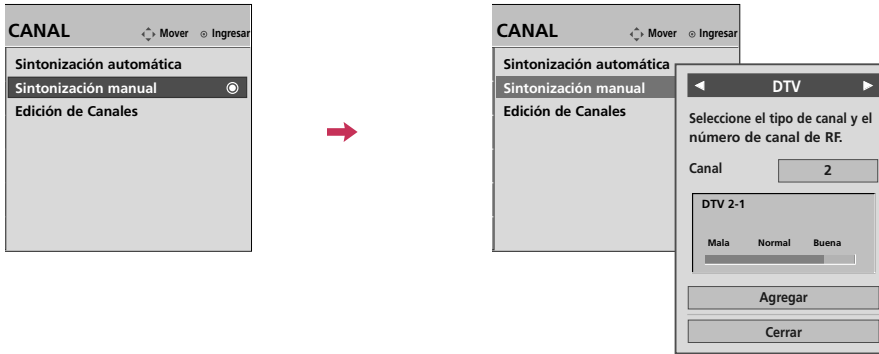 CANAL Mover Ingresar
Sintonización automática
Sintonización manual
Edición de Canales
CANAL Mover Ingresar
Sintonización automática
Sintonización manual
Edición de Canales
DTV
Seleccione el tipo de canal y el
número de canal de RF.
Canal 2
DTV 2-1
Mala Normal Buena
Agregar
Cerrar